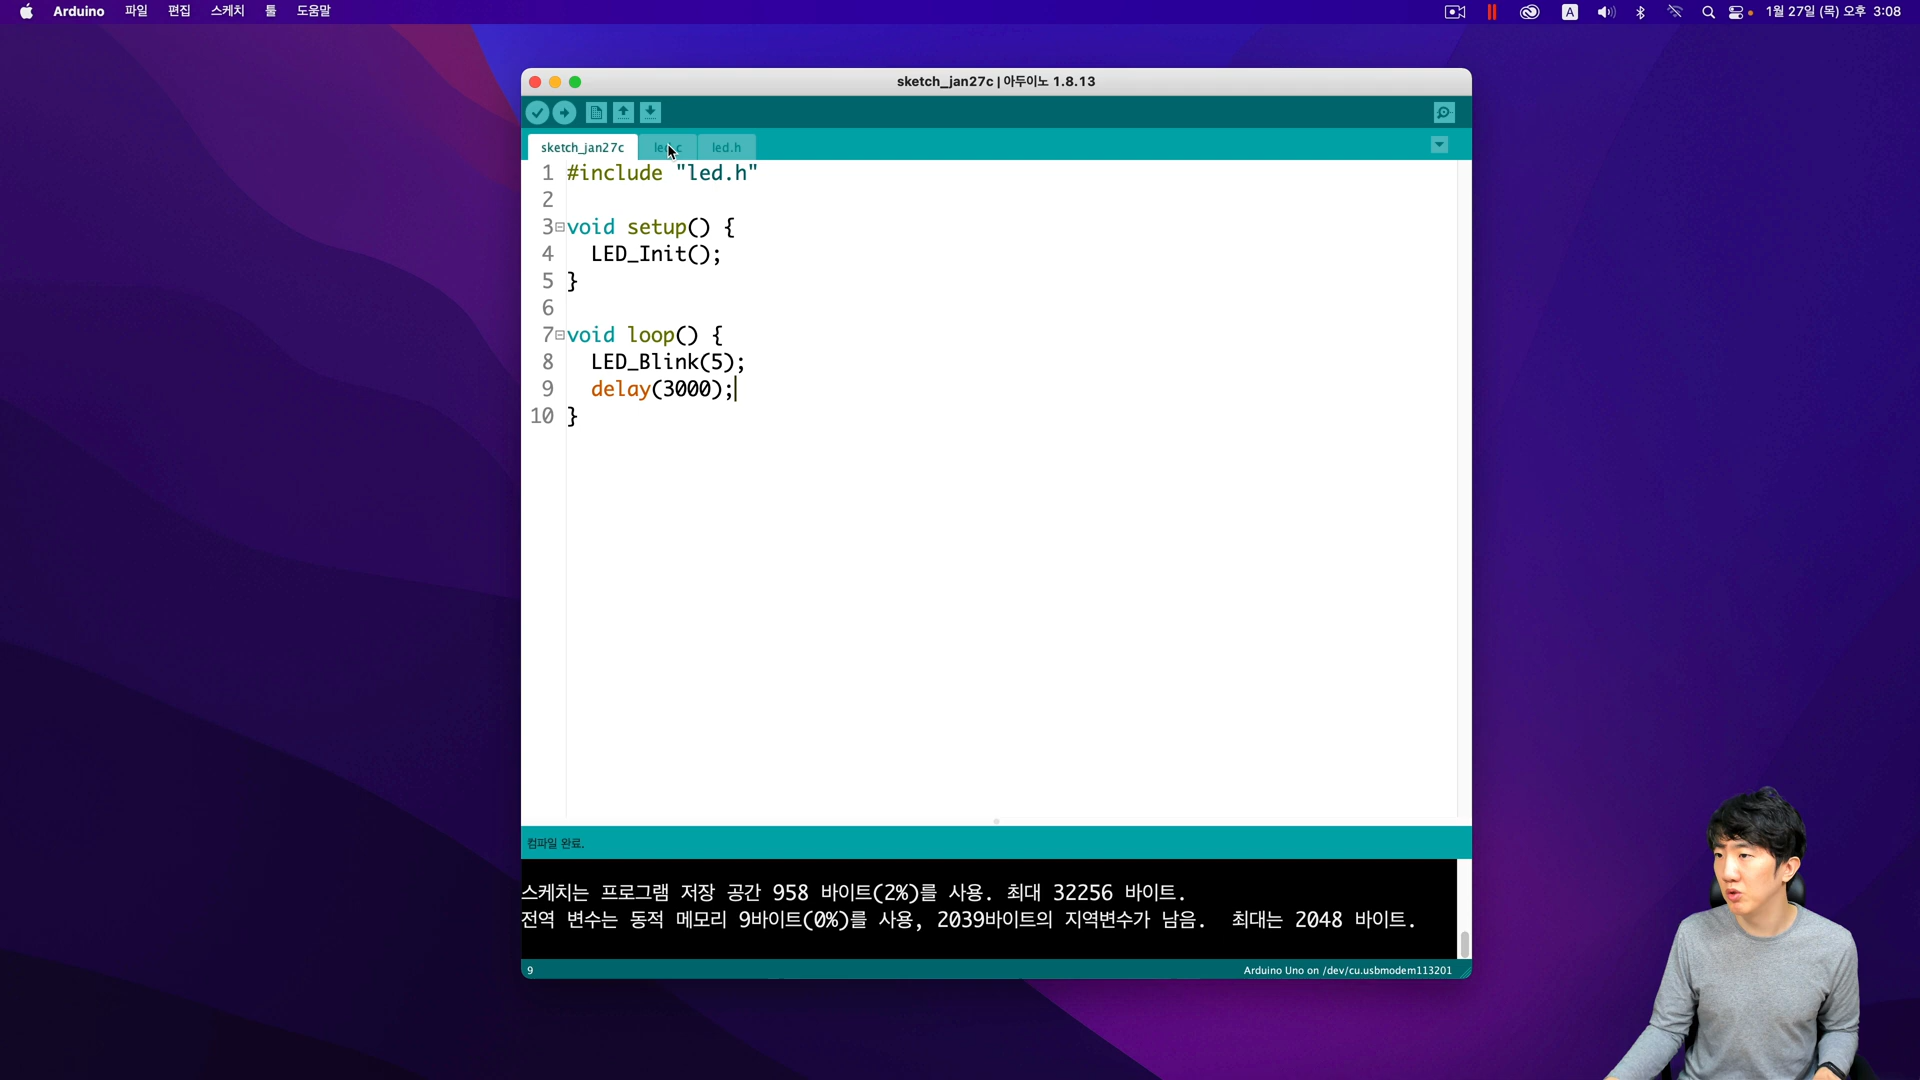 Arduino 파일 편집 스케치 툴 도움말 A 1월 27일 (목) 오후 3:08
sketch_jan27c | 아두이노 1.8.13
sketch_jan27c led.c led.h
1 #include "led.h"
2
3 void setup() {
4 LED_Init();
5 }
6
7 void loop() {
8 LED_Blink(5);
9 delay(3000);
10 }
컴파일 완료.
스케치는 프로그램 저장 공간 958 바이트(2%)를 사용. 최대 32256 바이트.
전역 변수는 동적 메모리 9바이트(0%)를 사용, 2039바이트의 지역변수가 남음. 최대는 2048 바이트.
9 Arduino Uno on /dev/cu.usbmodem113201